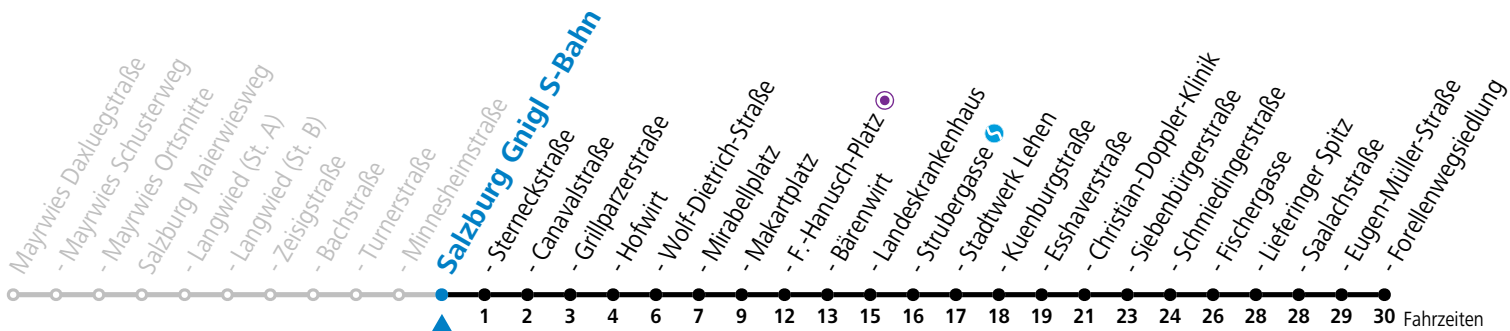 Mayrwies Daxluegstraße
- Mayrwies Schusterweg
- Mayrwies Ortsmitte
Salzburg Maierwiesweg
- Langwied (St. A)
- Langwied (St. B)
- Zeisigstraße
- Bachstraße
- Turnerstraße
- Minnesheimstraße
Salzburg Gnigl S-Bahn
- Sterneckstraße
- Canavalstraße
- Grillparzerstraße
- Hofwirt
- Wolf-Dietrich-Straße
- Mirabellplatz
- Makartplatz
- F.-Hanusch-Platz
- Bärenwirt
- Landeskrankenhaus
- Strubergasse
- Stadtwerk Lehen
- Kuenburgstraße
- Esshaverstraße
- Christian-Doppler-Klinik
- Siebenbürgerstraße
- Schmiedingerstraße
- Fischergasse
- Lieferinger Spitz
- Saalachstraße
- Eugen-Müller-Straße
- Forellenwegsiedlung
1 2 3 4 6 7 9 12 13 15 16 17 18 19 21 23 24 26 28 28 29 30 Fahrzeiten